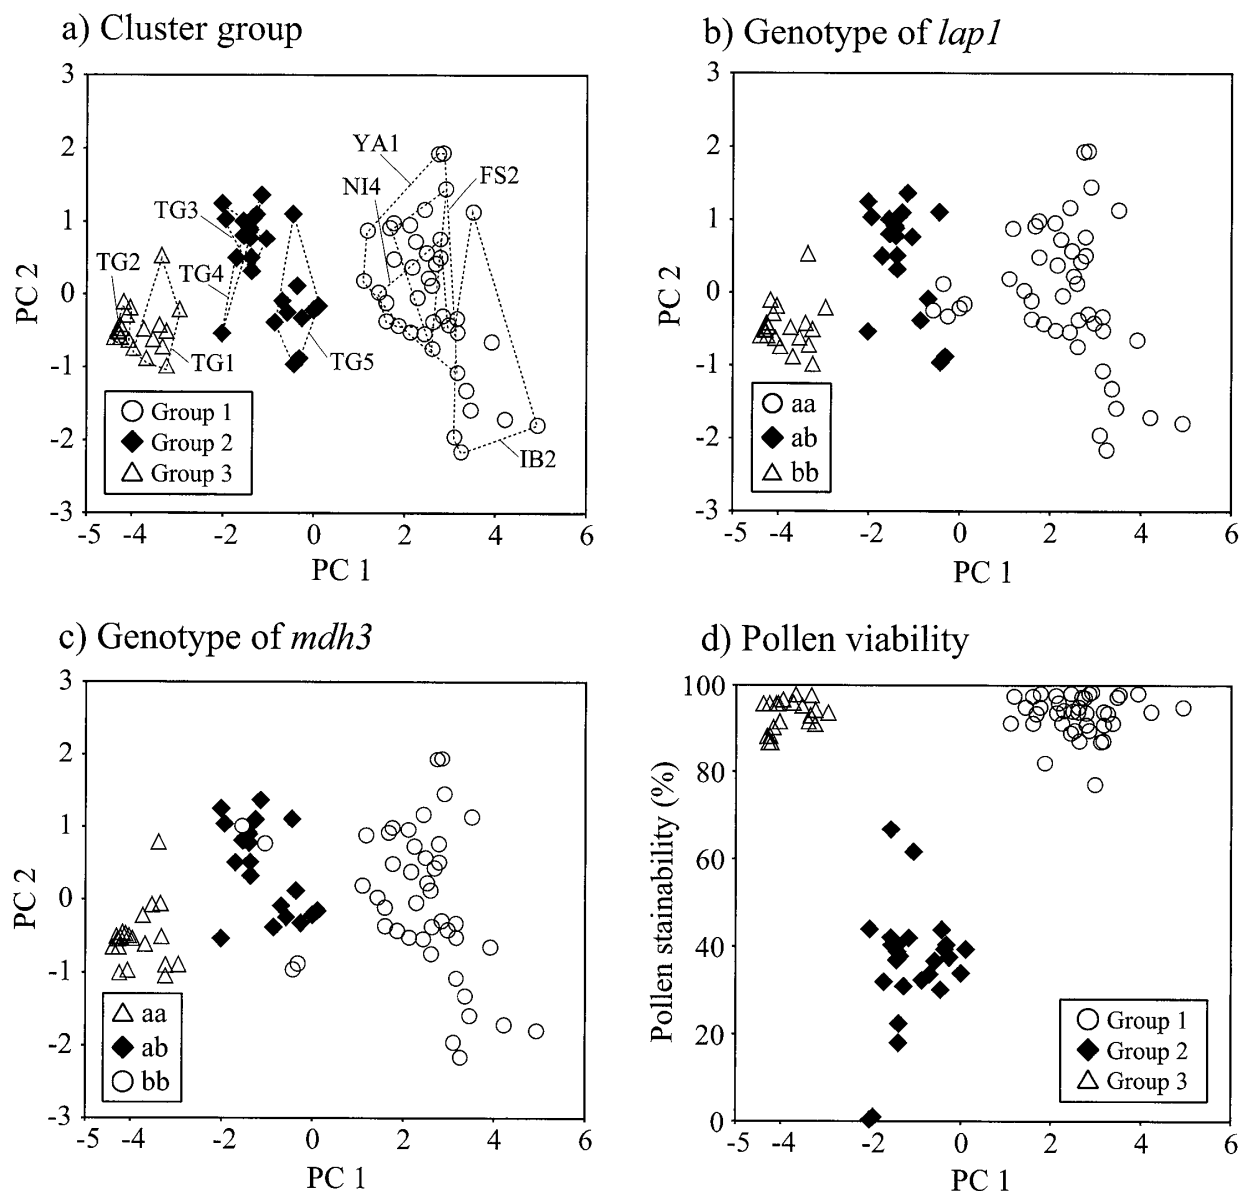 a) Cluster group
3
2
1
0
-1
-2
-3
PC 2
YA1
NI4
FS2
TG3
TG2
TG4
TG1
TG5
IB2
Group 1
Group 2
Group 3
-5 -4 -2 0 2 4 6
PC 1
b) Genotype of lap1
3
2
1
0
-1
-2
-3
PC 2
aa
ab
bb
-5 -4 -2 0 2 4 6
PC 1
c) Genotype of mdh3
3
2
1
0
-1
-2
-3
PC 2
aa
ab
bb
-5 -4 -2 0 2 4 6
PC 1
d) Pollen viability
100
80
60
40
20
0
Pollen stainability (%)
Group 1
Group 2
Group 3
-5 -4 -2 0 2 4 6
PC 1